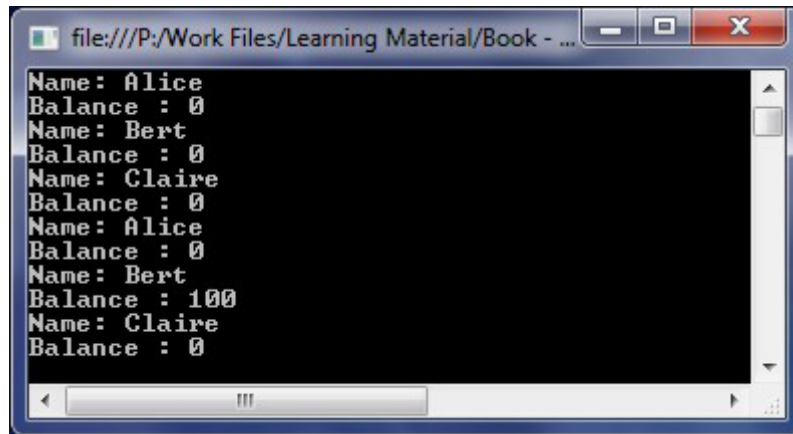 file:///P:/Work Files/Learning Material/Book - ...
Name: Alice
Balance : 0
Name: Bert
Balance : 0
Name: Claire
Balance : 0
Name: Alice
Balance : 0
Name: Bert
Balance : 100
Name: Claire
Balance : 0